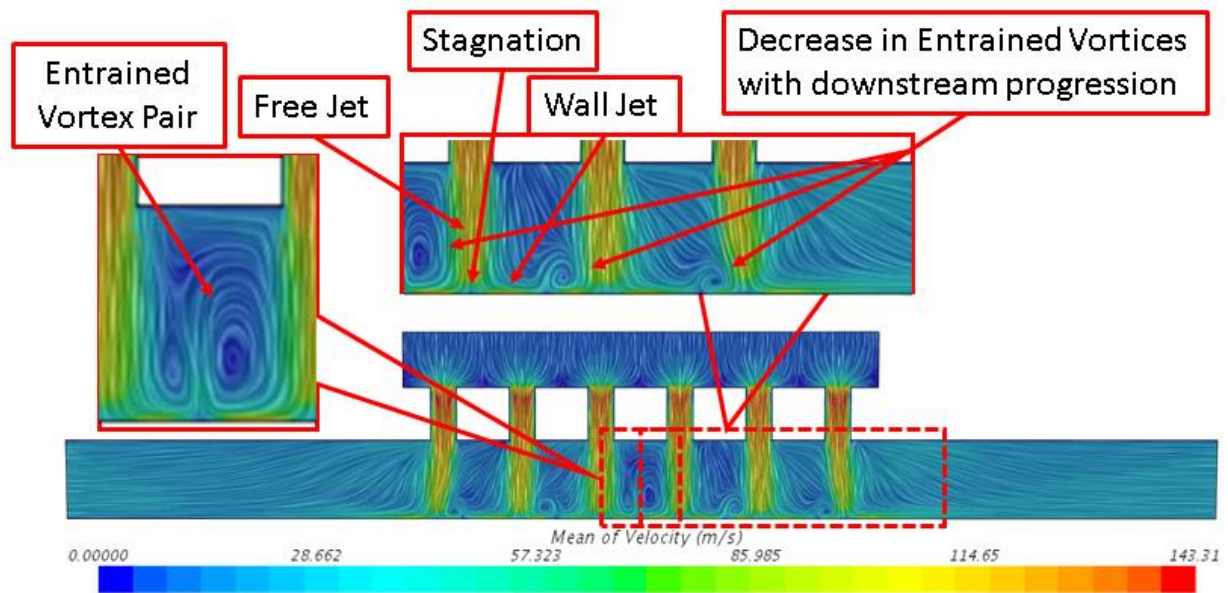 Stagnation
Decrease in Entrained Vortices
with downstream progression
Entrained
Vortex Pair
Free Jet
Wall Jet
Mean of Velocity (m/s)
0.00000 28.662 57.323 85.985 114.65 143.31